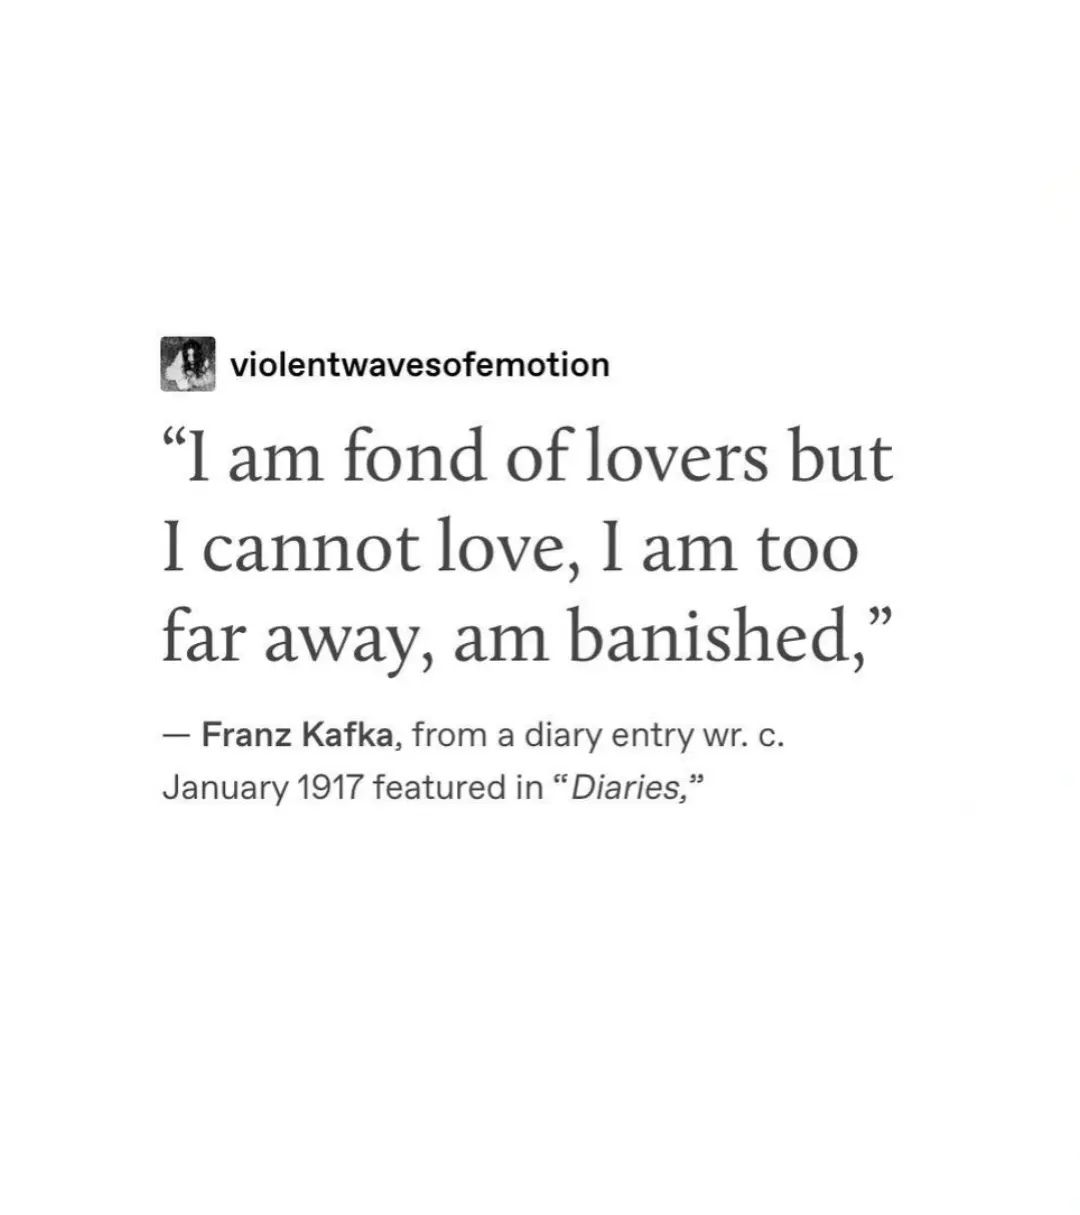 violentwavesofemotion
“I am fond of lovers but
I cannot love, I am too
far away, am banished,”
— Franz Kafka, from a diary entry wr. c.
January 1917 featured in “Diaries,”